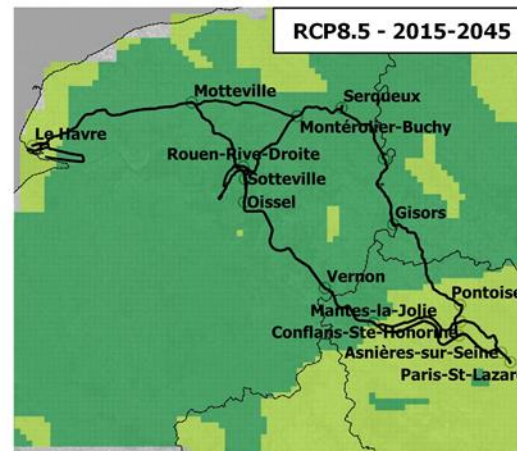 RCP8.5 - 2015-2045
Motteville
Serqueux
Le Havre
Montérolier-Buchy
Rouen-Rive-Droite
Sotteville
Oissel
Gisors
Vernon
Pontoise
Mantes-la-Jolie
Conflans-Ste-Honorine
Asnières-sur-Seine
Paris-St-Lazare